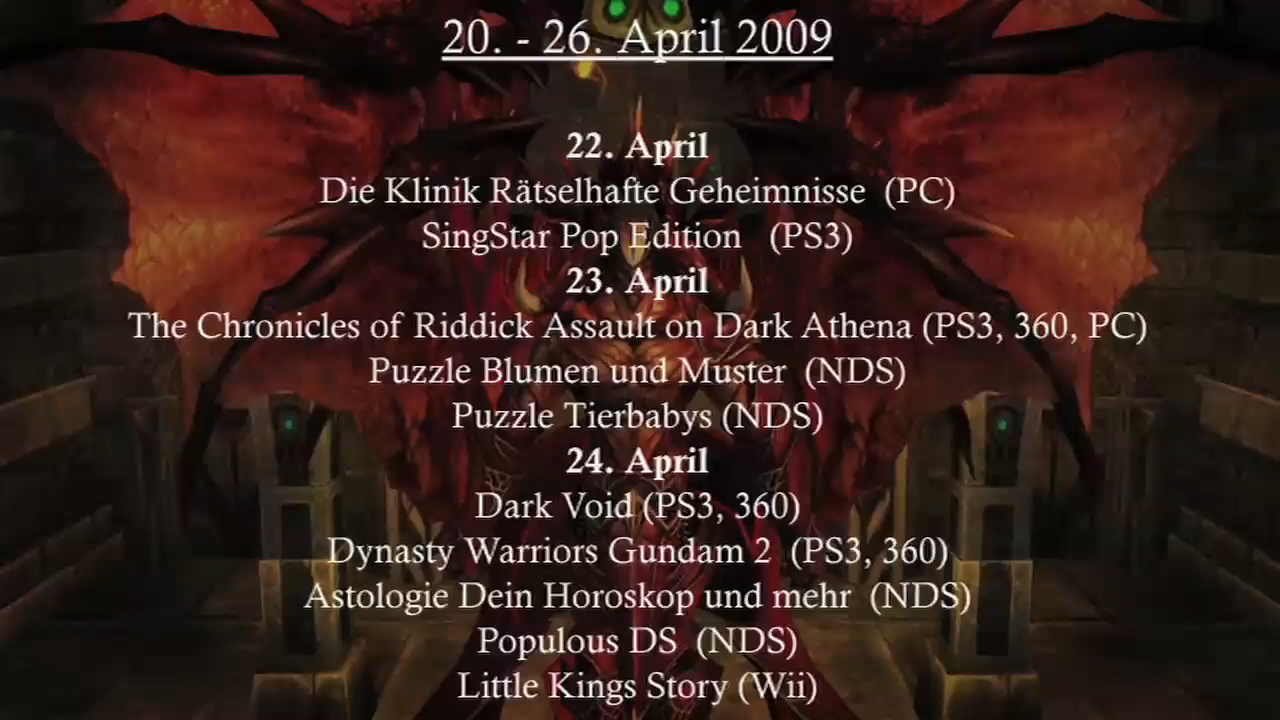 20. - 26. April 2009
22. April
Die Klinik Rätselhafte Geheimnisse (PC)
SingStar Pop Edition (PS3)
23. April
The Chronicles of Riddick Assault on Dark Athena (PS3, 360, PC)
Puzzle Blumen und Muster (NDS)
Puzzle Tierbabys (NDS)
24. April
Dark Void (PS3, 360)
Dynasty Warriors Gundam 2 (PS3, 360)
Astologie Dein Horoskop und mehr (NDS)
Populous DS (NDS)
Little Kings Story (Wii)